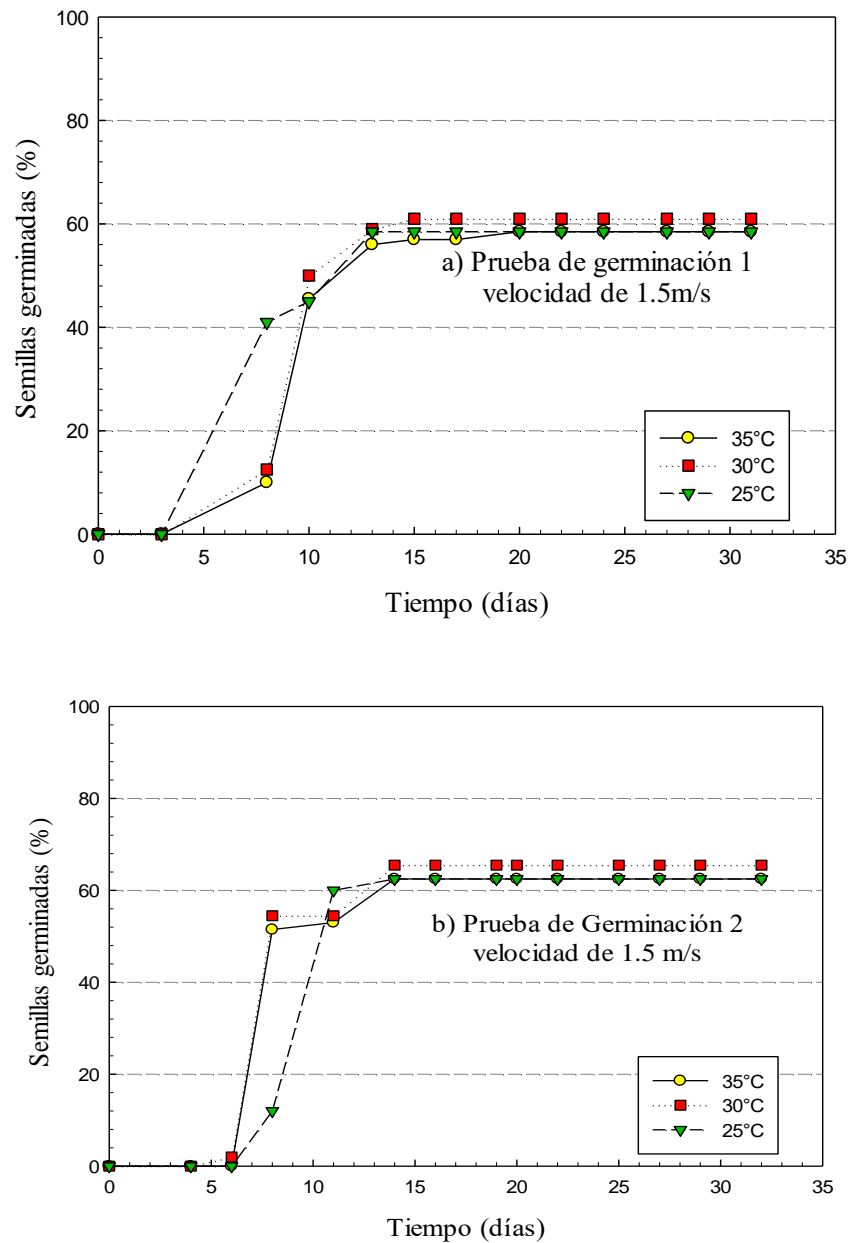 100
80
60
40
20
0
Semillas germinadas (%)
a) Prueba de germinación 1
velocidad de 1.5m/s
35°C
30°C
25°C
0 5 10 15 20 25 30 35
Tiempo (días)
100
80
60
40
20
0
Semillas germinadas (%)
b) Prueba de Germinación 2
velocidad de 1.5 m/s
35°C
30°C
25°C
0 5 10 15 20 25 30 35
Tiempo (días)